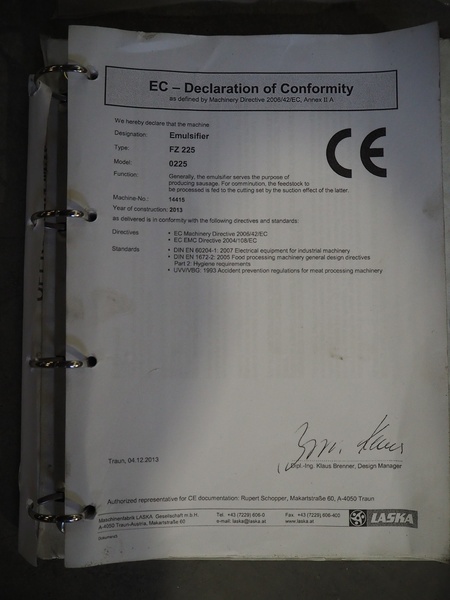 EC – Declaration of Conformity
as defined by Machinery Directive 2006/42/EC, Annex II A
We hereby declare that the machine
Designation: Emulsifier
Type: FZ 225
Model: 0225
Function: Generally, the emulsifier serves the purpose of
producing sausage. For comminution, the feedstock to
be processed is fed to the cutting set by the suction effect of the latter.
Machine-No.: 14415
Year of construction: 2013
as delivered is in conformity with the following directives and standards:
Directives • EC Machinery Directive 2006/42/EC
• EC EMC Directive 2004/108/EC
Standards • DIN EN 60204-1: 2007 Electrical equipment for industrial machinery
• DIN EN 1672-2: 2005 Food processing machinery general design directives
Part 2: Hygiene requirements
• UVV/VBG: 1993 Accident prevention regulations for meat processing machinery
CE
Traun, 04.12.2013
Dipl.-Ing. Klaus Brenner, Design Manager
Authorized representative for CE documentation: Rupert Schopper, Makartstraße 60, A-4050 Traun
Maschinenfabrik LASKA Gesellschaft m.b.H. Tel. +43 (7229) 606-0 Fax. +43 (7229) 606-400
A-4050 Traun-Austria, Makartstraße 60 e-mail: laska@laska.at www.laska.at
LASKA